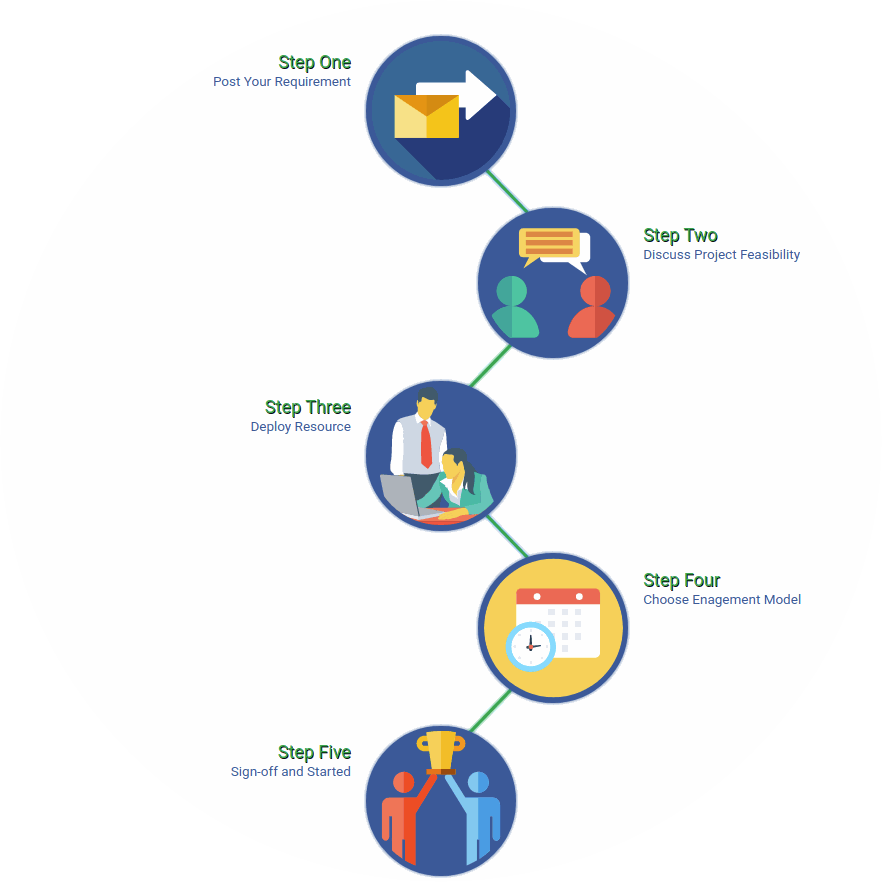 Step One
Post Your Requirement
Step Two
Discuss Project Feasibility
Step Three
Deploy Resource
Step Four
Choose Enagement Model
Step Five
Sign-off and Started